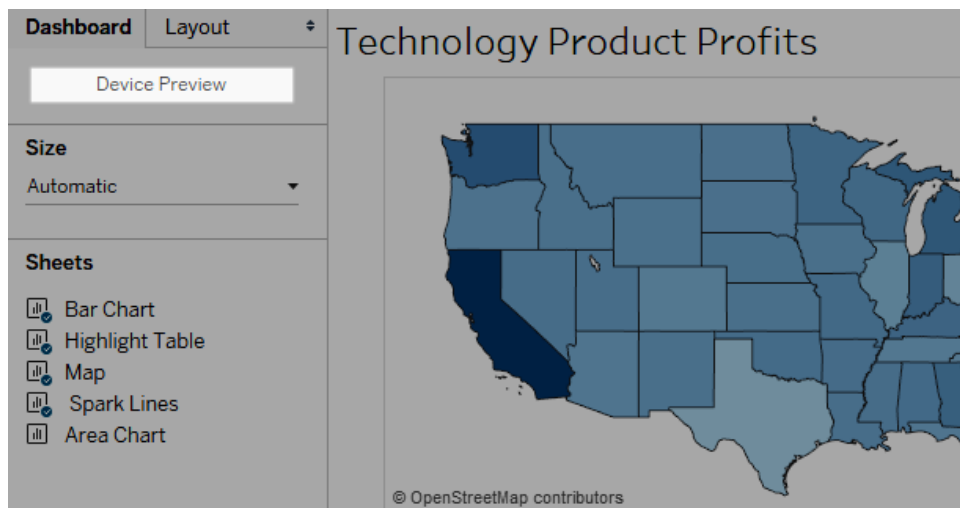 Dashboard
Layout
Device Preview
Size
Automatic
Sheets
Bar Chart
Highlight Table
Map
Spark Lines
Area Chart
Technology Product Profits
© OpenStreetMap contributors